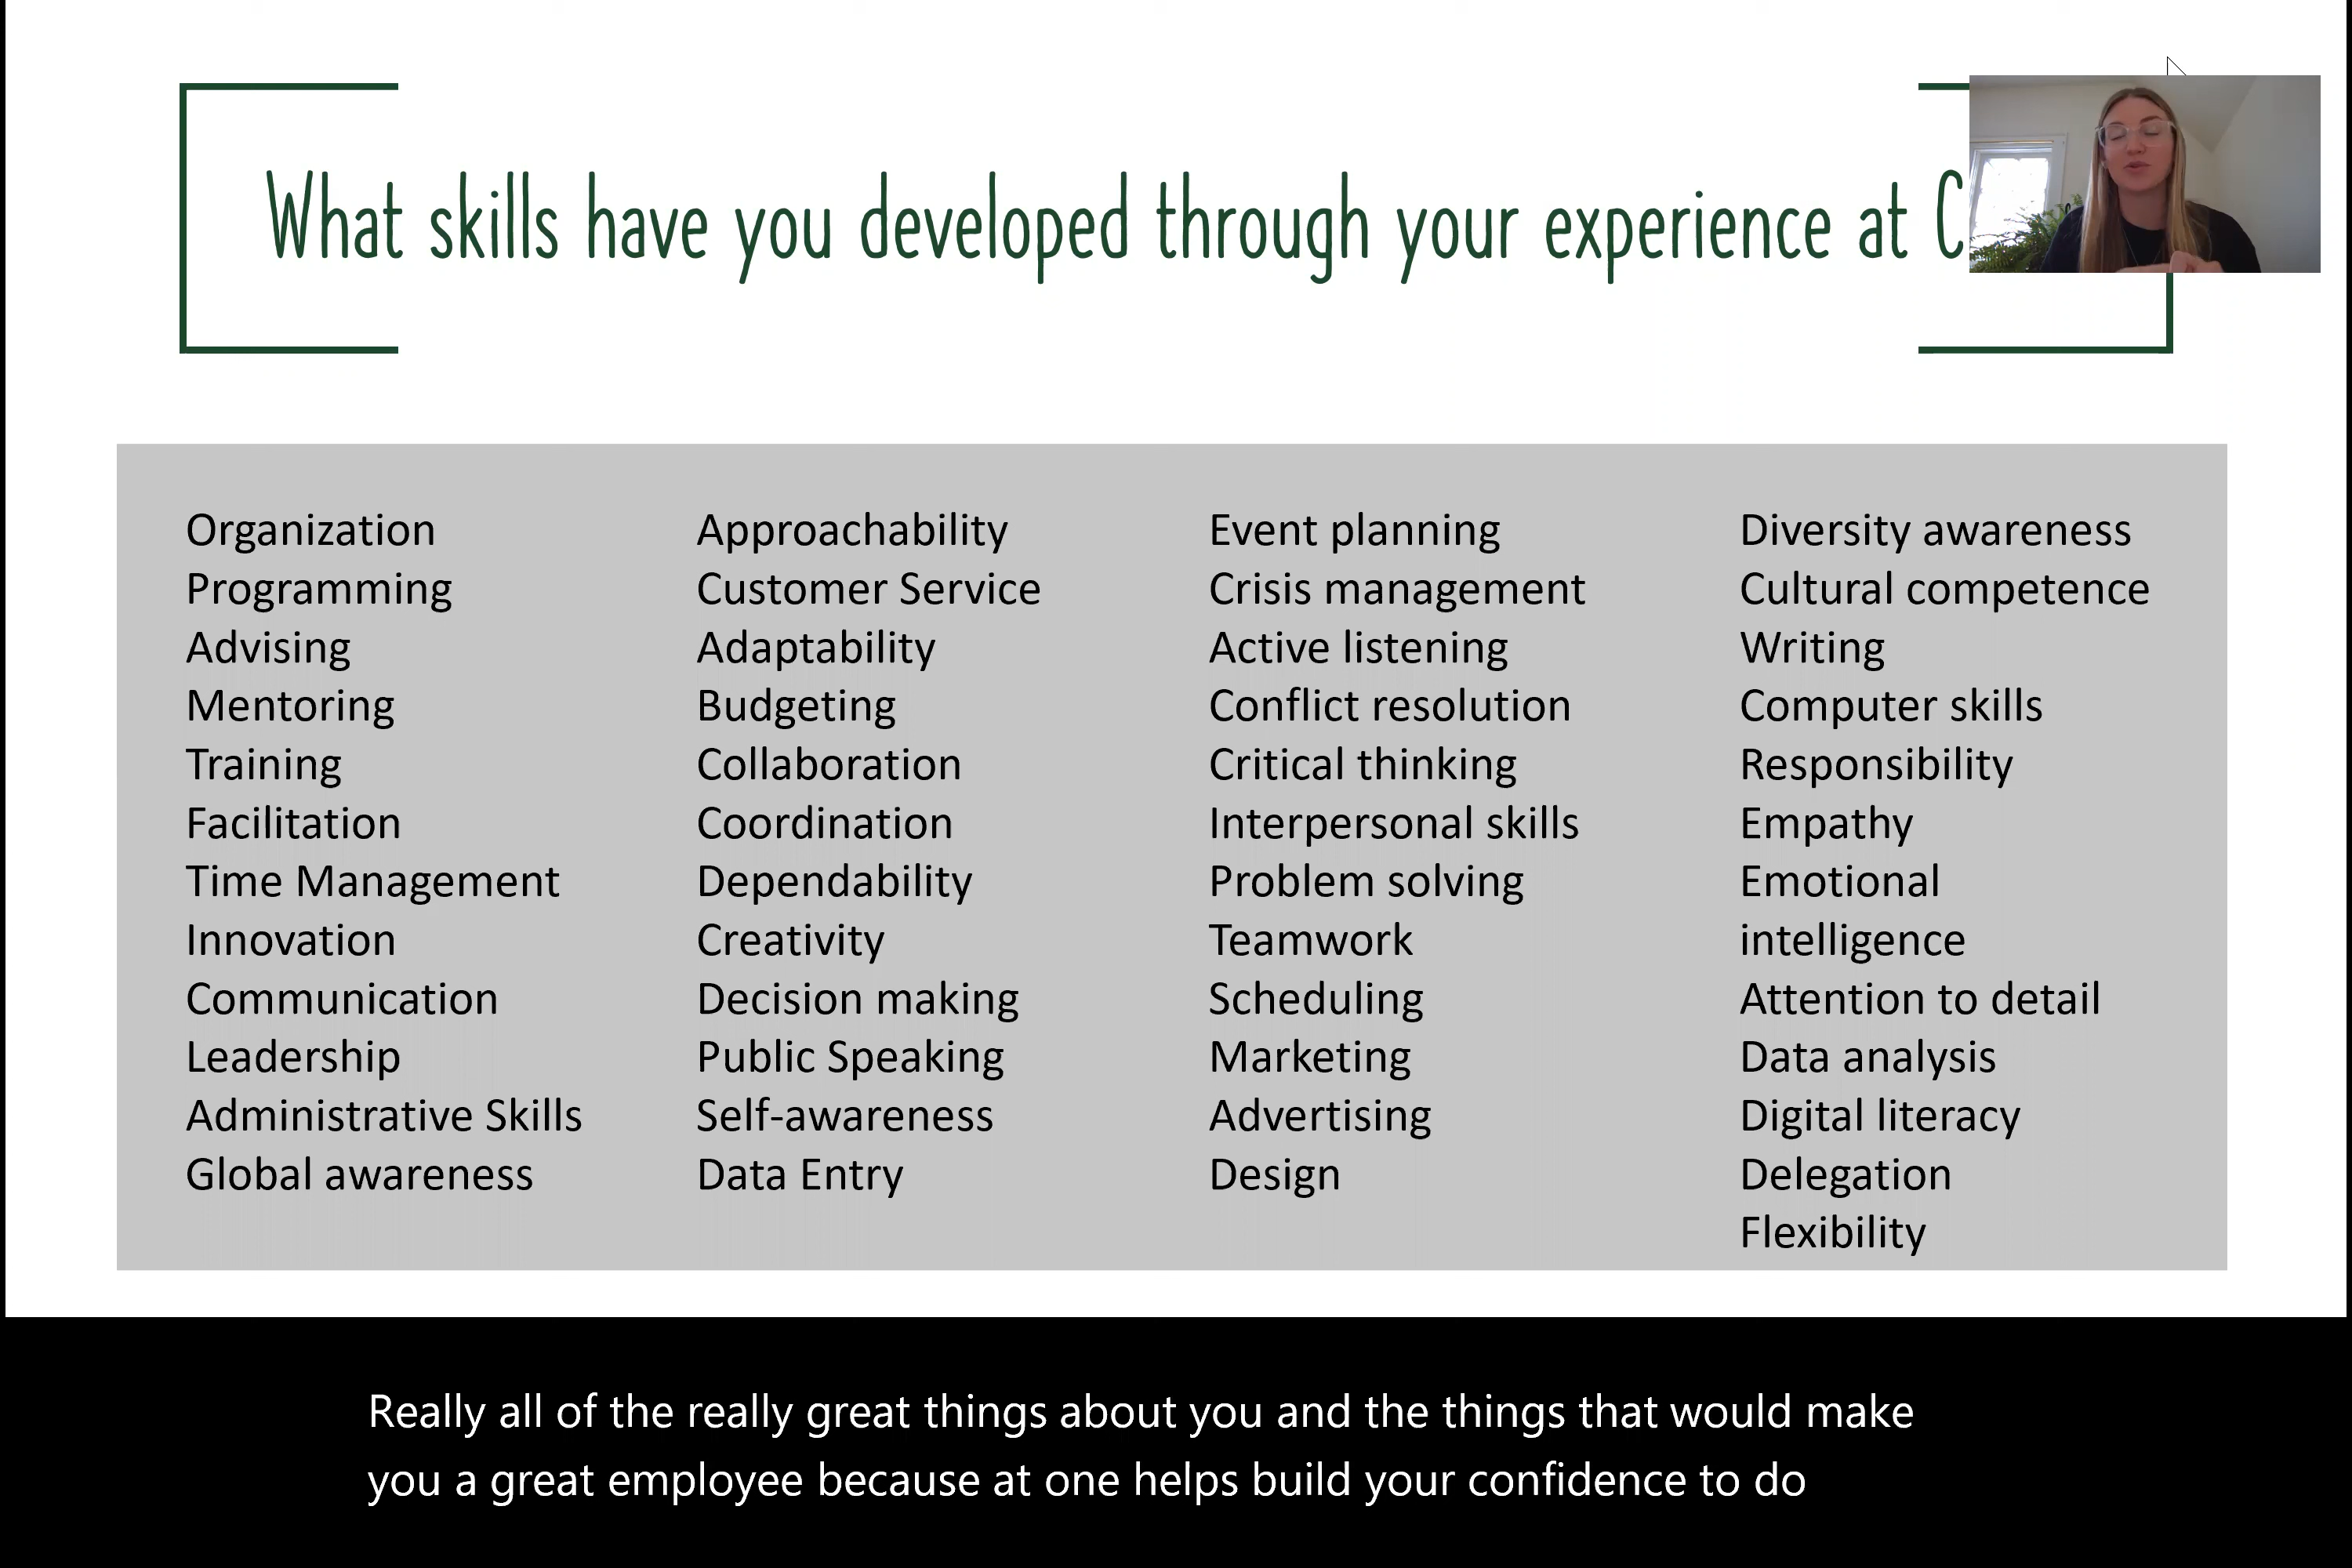 What skills have you developed through your experience at C
Organization
Programming
Advising
Mentoring
Training
Facilitation
Time Management
Innovation
Communication
Leadership
Administrative Skills
Global awareness
Approachability
Customer Service
Adaptability
Budgeting
Collaboration
Coordination
Dependability
Creativity
Decision making
Public Speaking
Self-awareness
Data Entry
Event planning
Crisis management
Active listening
Conflict resolution
Critical thinking
Interpersonal skills
Problem solving
Teamwork
Scheduling
Marketing
Advertising
Design
Diversity awareness
Cultural competence
Writing
Computer skills
Responsibility
Empathy
Emotional
intelligence
Attention to detail
Data analysis
Digital literacy
Delegation
Flexibility
Really all of the really great things about you and the things that would make
you a great employee because at one helps build your confidence to do